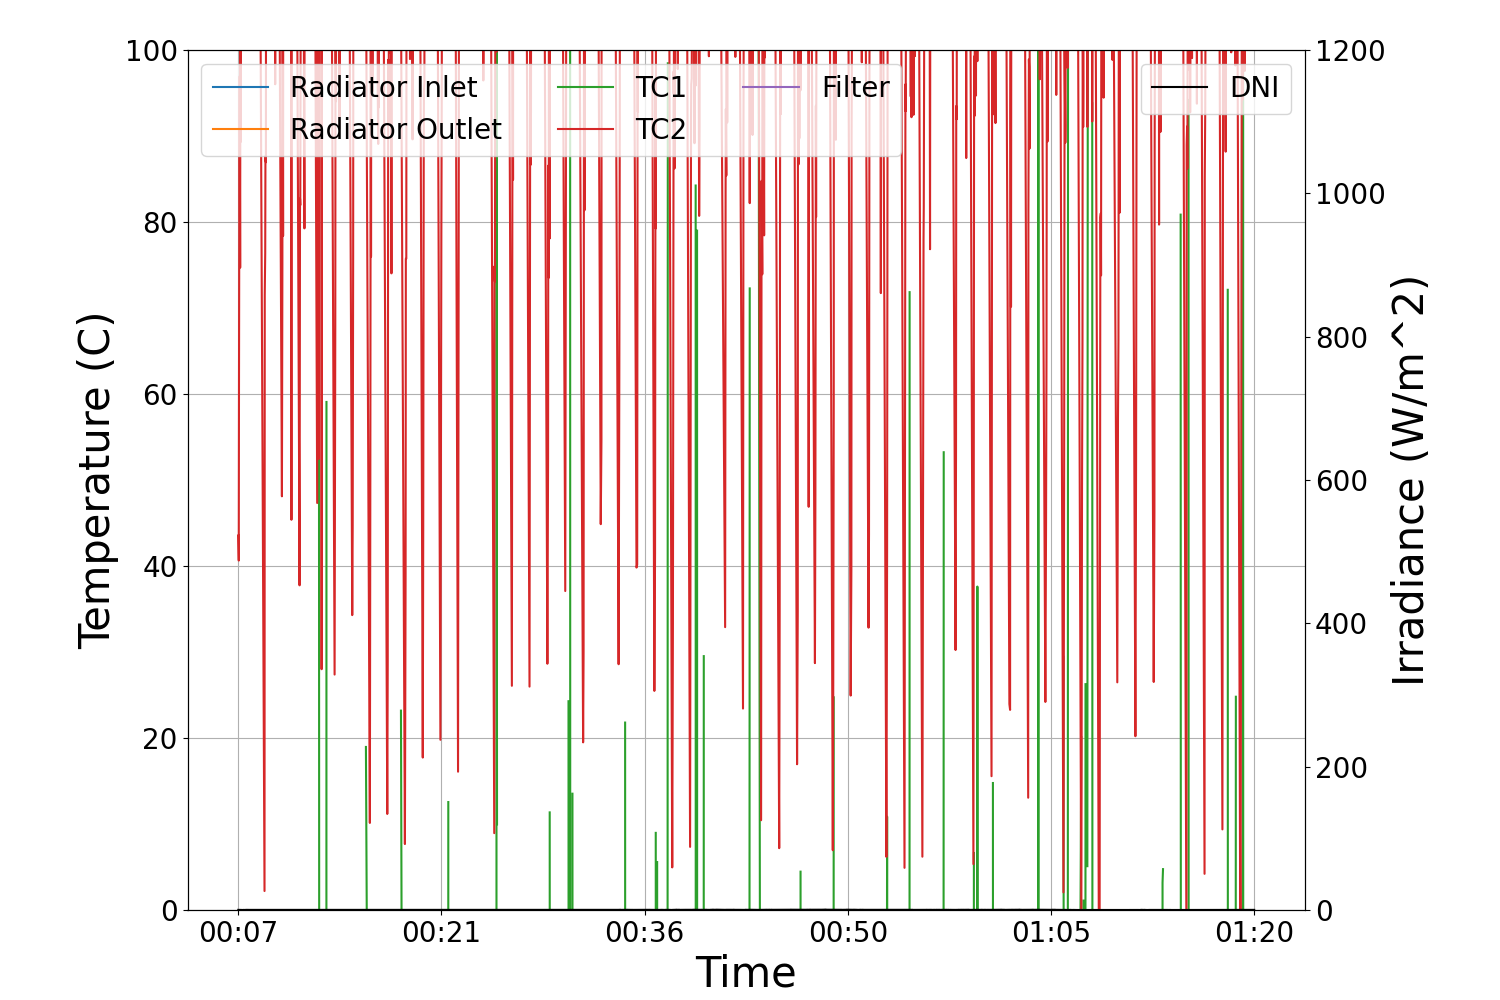 100
80
60
40
20
0
Temperature (C)
Radiator Inlet
Radiator Outlet
TC1
TC2
Filter
DNI
1200
1000
800
600
400
200
0
Irradiance (W/m^2)
00:07
00:21
00:36
00:50
01:05
01:20
Time